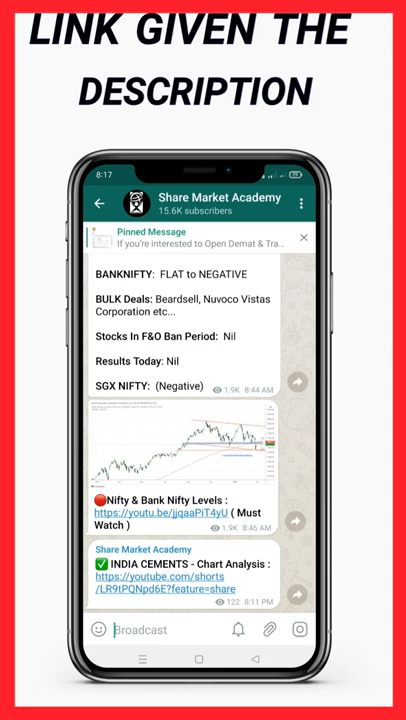 LINK GIVEN THE
DESCRIPTION
8:17
Share Market Academy
15.6K subscribers
Pinned Message
If you're interested to Open Demat & Tra...
BANKNIFTY: FLAT to NEGATIVE
BULK Deals: Beardsell, Nuvoco Vistas
Corporation etc...
Stocks In F&O Ban Period: Nil
Results Today: Nil
SGX NIFTY: (Negative) 1.9K 8:44 AM
🔴Nifty & Bank Nifty Levels :
https://youtu.be/jjqaaPiT4yU ( Must
Watch ) 1.9K 8:46 AM
Share Market Academy
✅ INDIA CEMENTS - Chart Analysis :
https://youtube.com/shorts
/LR9tPQNpd6E?feature=share
122 8:11 PM
Broadcast